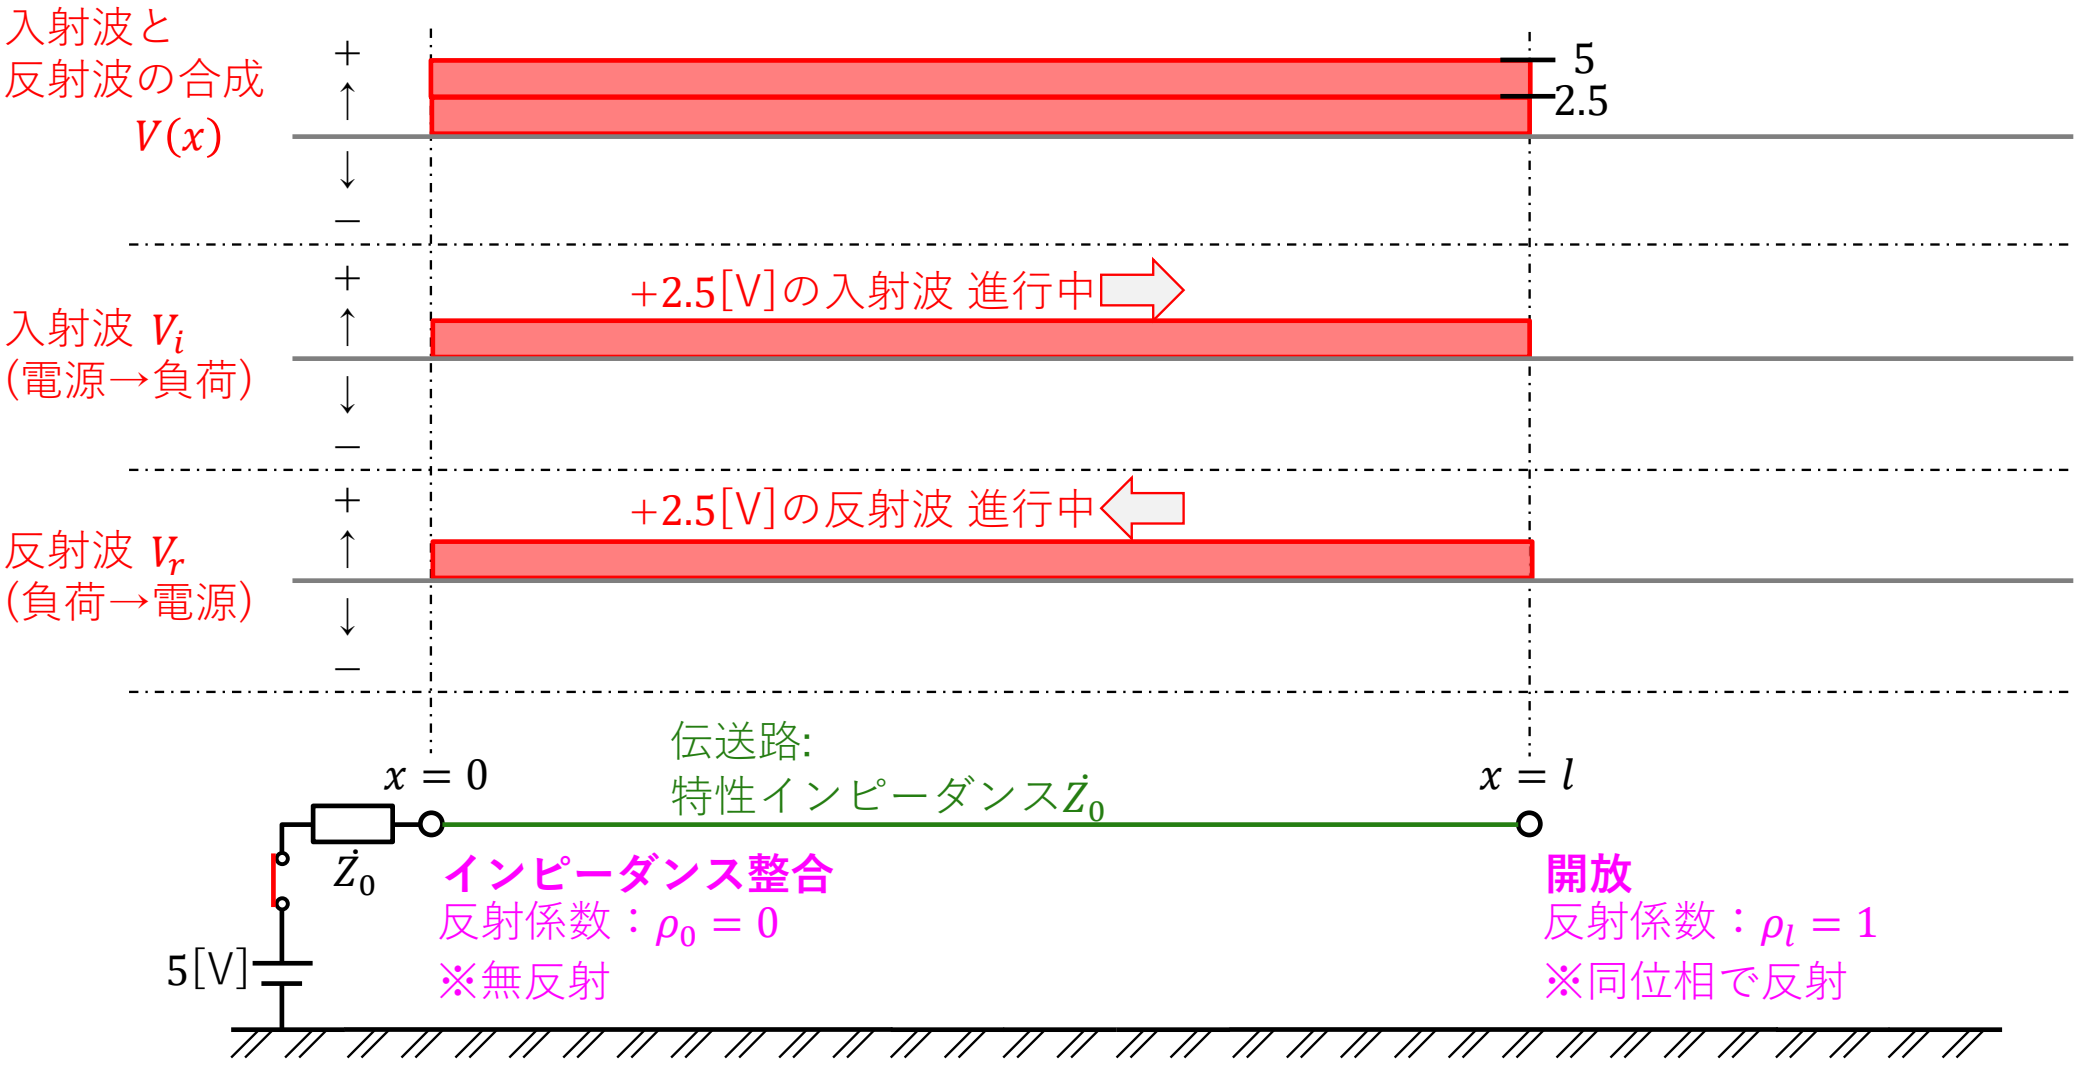 入射波と
反射波の合成
V(x)
+
↑
↓
−
5
2.5
+2.5[V]の入射波 進行中
入射波 Vᵢ
(電源→負荷)
+
↑
↓
−
+2.5[V]の反射波 進行中
反射波 Vᵣ
(負荷→電源)
+
↑
↓
−
伝送路:
特性インピーダンスŻ₀
x = 0
x = l
Ż₀
5[V]
インピーダンス整合
反射係数：ρ₀ = 0
※無反射
開放
反射係数：ρₗ = 1
※同位相で反射